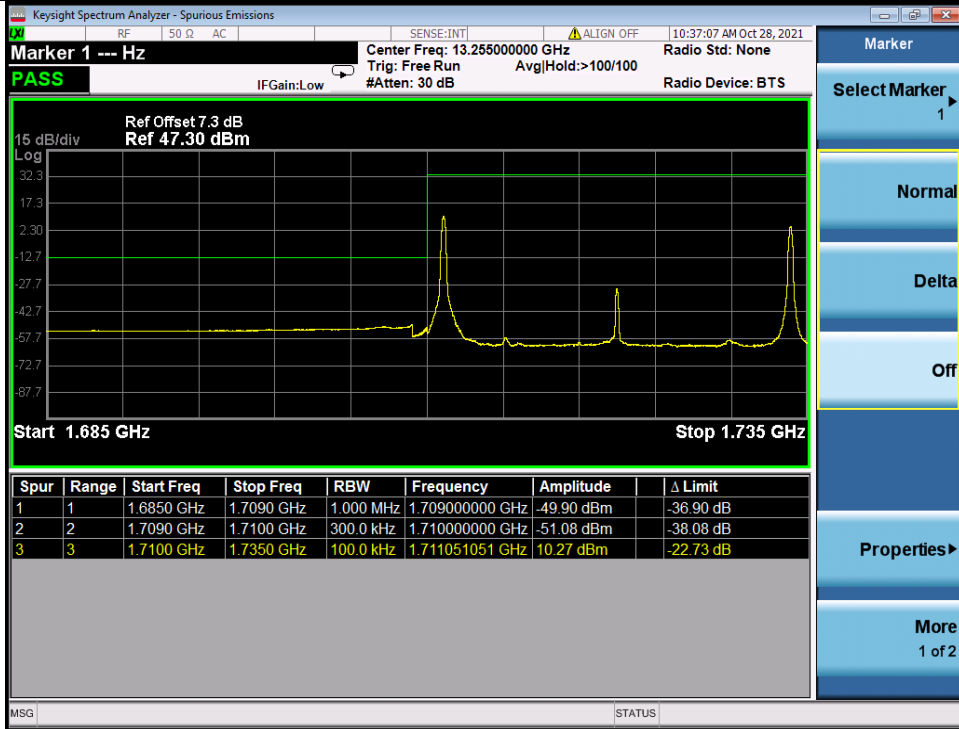 Keysight Spectrum Analyzer - Spurious Emissions
LXI RF 50 Ω AC SENSE:INT ALIGN OFF 10:37:07 AM Oct 28, 2021
Marker 1 --- Hz Center Freq: 13.255000000 GHz Radio Std: None
Trig: Free Run Avg|Hold:>100/100
PASS IFGain:Low #Atten: 30 dB Radio Device: BTS
Ref Offset 7.3 dB
15 dB/div Ref 47.30 dBm
Log
32.3
17.3
2.30
-12.7
-27.7
-42.7
-57.7
-72.7
-87.7
Start 1.685 GHz Stop 1.735 GHz
Spur Range Start Freq Stop Freq RBW Frequency Amplitude Δ Limit
1 1 1.6850 GHz 1.7090 GHz 1.000 MHz 1.709000000 GHz -49.90 dBm -36.90 dB
2 2 1.7090 GHz 1.7100 GHz 300.0 kHz 1.710000000 GHz -51.08 dBm -38.08 dB
3 3 1.7100 GHz 1.7350 GHz 100.0 kHz 1.711051051 GHz 10.27 dBm -22.73 dB
MSG STATUS
Marker
Select Marker
1
Normal
Delta
Off
Properties
More
1 of 2